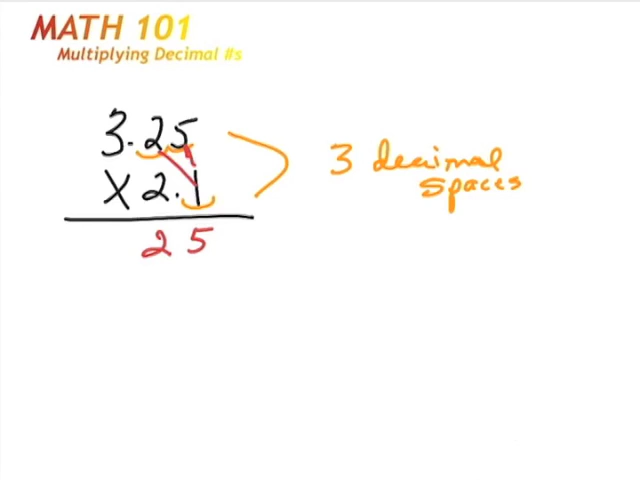 MATH 101
Multiplying Decimal #s
3.25
x 2.1
25
3 decimal
spaces